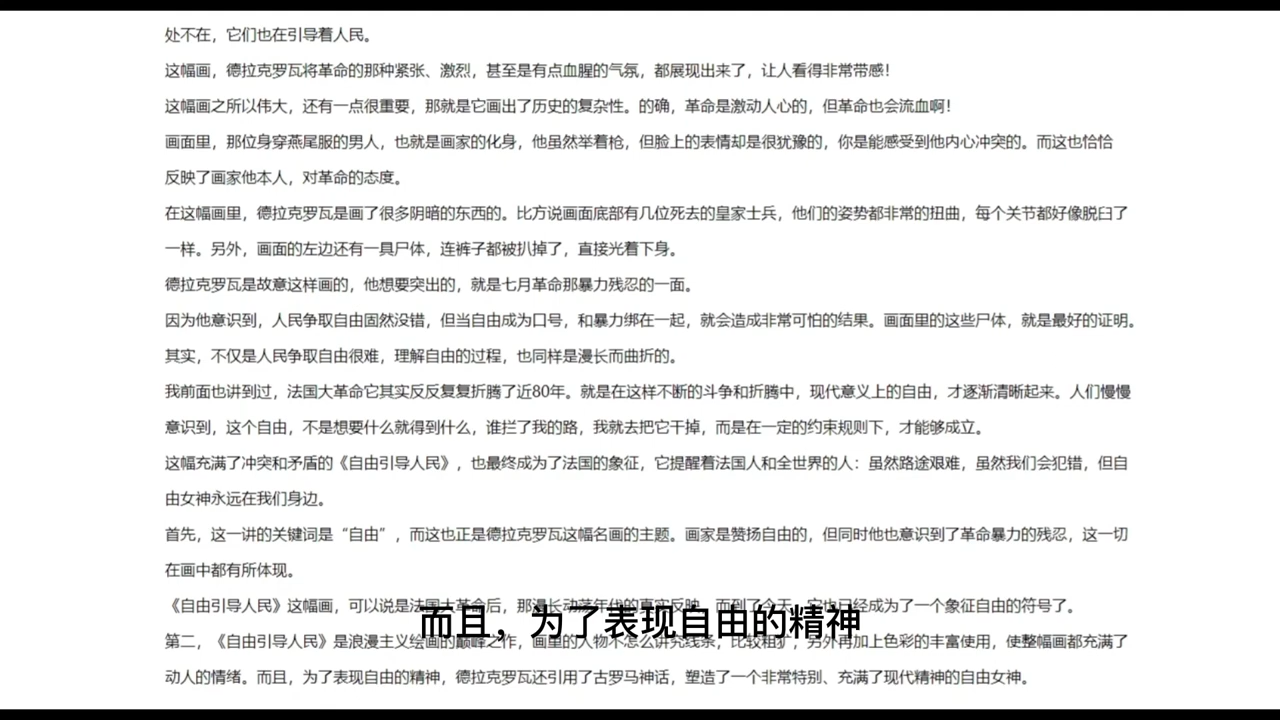 处不在，它们也在引导着人民。
这幅画，德拉克罗瓦将革命的那种紧张、激烈，甚至是有点血腥的气氛，都展现出来了，让人看得非常带感！
这幅画之所以伟大，还有一点很重要，那就是它画出了历史的复杂性。的确，革命是激动人心的，但革命也会流血啊！
画面里，那位身穿燕尾服的男人，也就是画家的化身，他虽然举着枪，但脸上的表情却是很犹豫的，你是能感受到他内心冲突的。而这也恰恰
反映了画家他本人，对革命的态度。
在这幅画里，德拉克罗瓦是画了很多阴暗的东西的。比方说画面底部有几位死去的皇家士兵，他们的姿势都非常的扭曲，每个关节都好像脱臼了
一样。另外，画面的左边还有一具尸体，连裤子都被扒掉了，直接光着下身。
德拉克罗瓦是故意这样画的，他想要突出的，就是七月革命那暴力残忍的一面。
因为他意识到，人民争取自由固然没错，但当自由成为口号，和暴力绑在一起，就会造成非常可怕的结果。画面里的这些尸体，就是最好的证明。
其实，不仅是人民争取自由很难，理解自由的过程，也同样是漫长而曲折的。
我前面也讲到过，法国大革命它其实反反复复折腾了近80年。就是在这样不断的斗争和折腾中，现代意义上的自由，才逐渐清晰起来。人们慢慢
意识到，这个自由，不是想要什么就得到什么，谁拦了我的路，我就去把它干掉，而是在一定的约束规则下，才能够成立。
这幅充满了冲突和矛盾的《自由引导人民》，也最终成为了法国的象征，它提醒着法国人和全世界的人：虽然路途艰难，虽然我们会犯错，但自
由女神永远在我们身边。
首先，这一讲的关键词是“自由”，而这也正是德拉克罗瓦这幅名画的主题。画家是赞扬自由的，但同时他也意识到了革命暴力的残忍，这一切
在画中都有所体现。
《自由引导人民》这幅画，可以说是法国大革命后，那漫长动荡年代的真实反映，而到了今天，它也已经成为了一个象征自由的符号了。
而且，为了表现自由的精神
第二，《自由引导人民》是浪漫主义绘画的巅峰之作，画里的人物不怎么讲究线条，比较粗犷，另外再加上色彩的丰富使用，使整幅画都充满了
动人的情绪。而且，为了表现自由的精神，德拉克罗瓦还引用了古罗马神话，塑造了一个非常特别、充满了现代精神的自由女神。